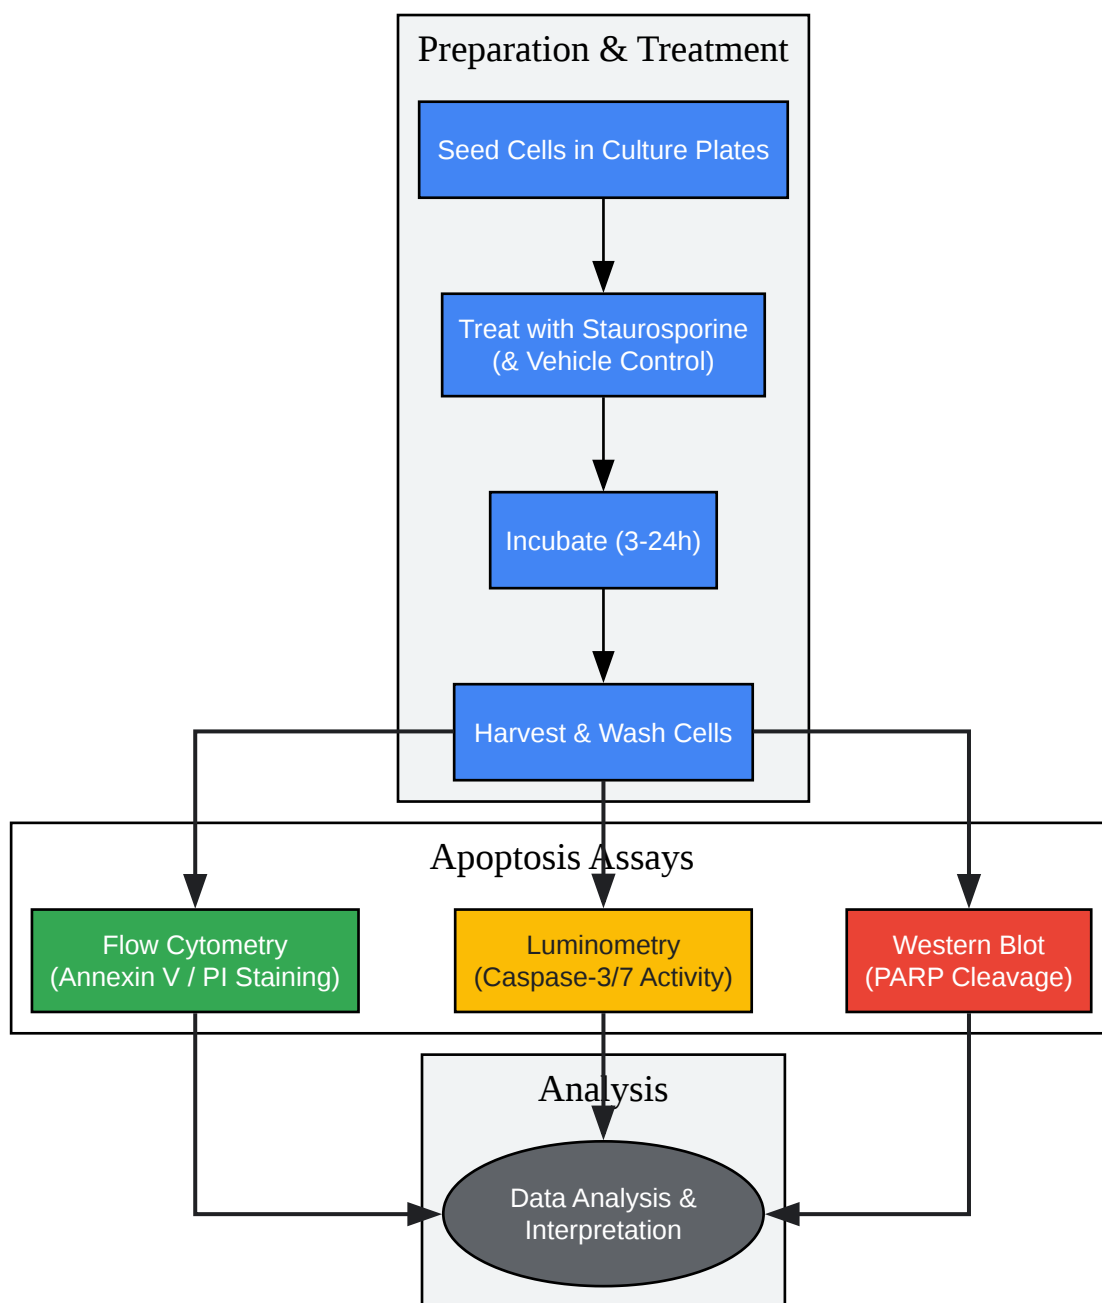 Preparation & Treatment
Seed Cells in Culture Plates
Treat with Staurosporine
(& Vehicle Control)
Incubate (3-24h)
Harvest & Wash Cells
Apoptosis Assays
Flow Cytometry
(Annexin V / PI Staining)
Luminometry
(Caspase-3/7 Activity)
Western Blot
(PARP Cleavage)
Analysis
Data Analysis &
Interpretation